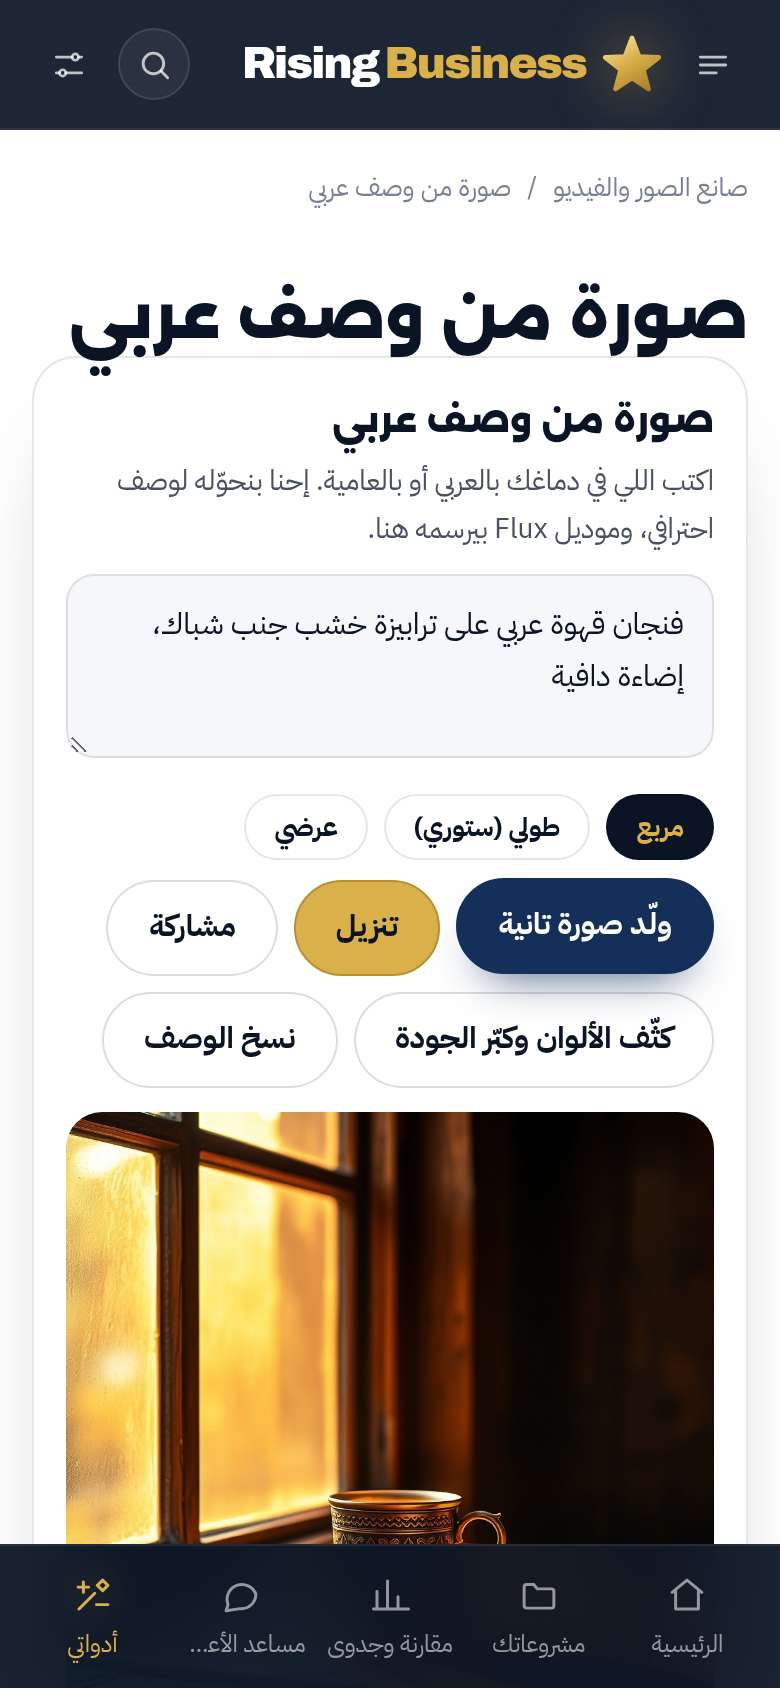 Rising Business
صانع الصور والفيديو / صورة من وصف عربي
صورة من وصف عربي
صورة من وصف عربي
اكتب اللي في دماغك بالعربي أو بالعامية. إحنا بنحوّله لوصف
احترافي، وموديل Flux بيرسمه هنا.
فنجان قهوة عربي على ترابيزة خشب جنب شباك،
إضاءة دافية
مربع
طولي (ستوري)
عرضي
ولّد صورة تانية
تنزيل
مشاركة
كثّف الألوان وكبّر الجودة
نسخ الوصف
الرئيسية
مشروعاتك
مقارنة وجدوى
مساعد الأعـ...
أدواتي